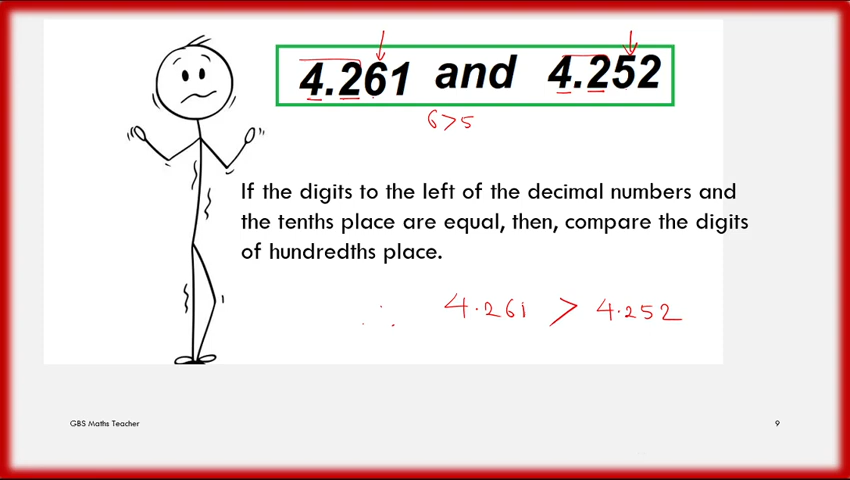 4.261 and 4.252
6>5
If the digits to the left of the decimal numbers and
the tenths place are equal, then, compare the digits
of hundredths place.
∴ 4.261 > 4.252
GBS Maths Teacher
9